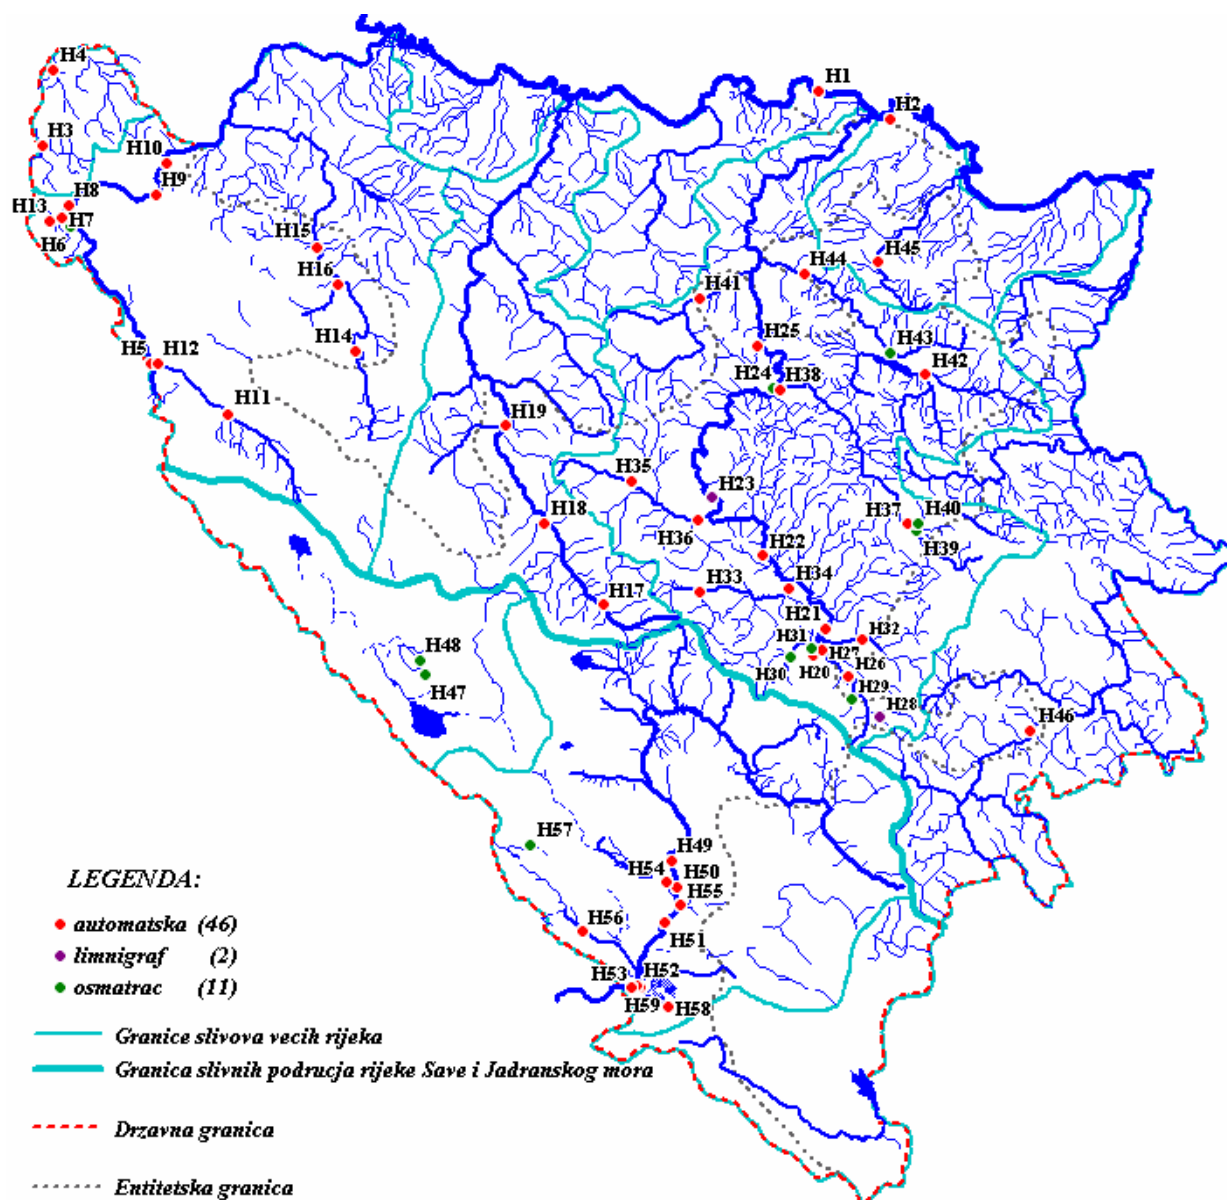 H4
H1
H2
H3
H10
H9
H8
H13
H7
H6
H15
H16
H45
H44
H41
H14
H25
H43
H5
H12
H24
H38
H42
H11
H19
H35
H23
H18
H36
H37
H40
H39
H22
H33
H34
H17
H21
H31
H32
H27
H30
H20
H26
H48
H47
H29
H28
H46
H57
H49
H54
H50
H55
H56
H51
H53
H52
H59
H58
LEGENDA:
automatska (46)
limnigraf (2)
osmatrac (11)
Granice slivova vecih rijeka
Granica slivnih podrucja rijeke Save i Jadranskog mora
Drzavna granica
Entitetska granica